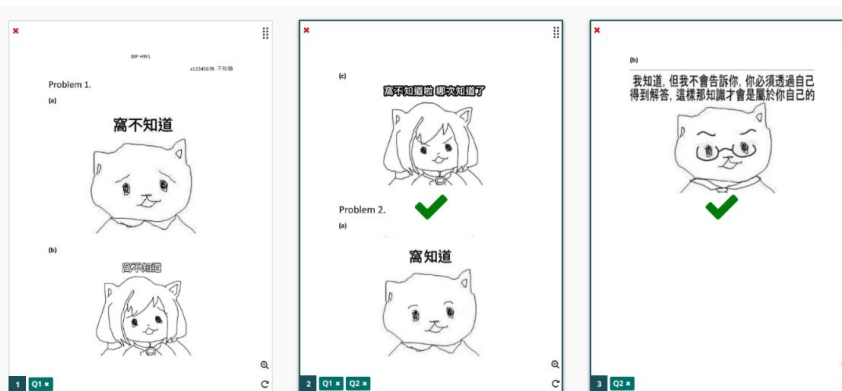 DIP HW1
x12345678 不知道
Problem 1.
(a)
窩不知道
(b)
窩不知道
1 Q1 ×
(c)
窩不知道啦 哪次知道了
Problem 2.
(a)
窩知道
2 Q1 × Q2 ×
(b)
我知道, 但我不會告訴你, 你必須透過自己
得到解答, 這樣那知識才會是屬於你自己的
3 Q2 ×